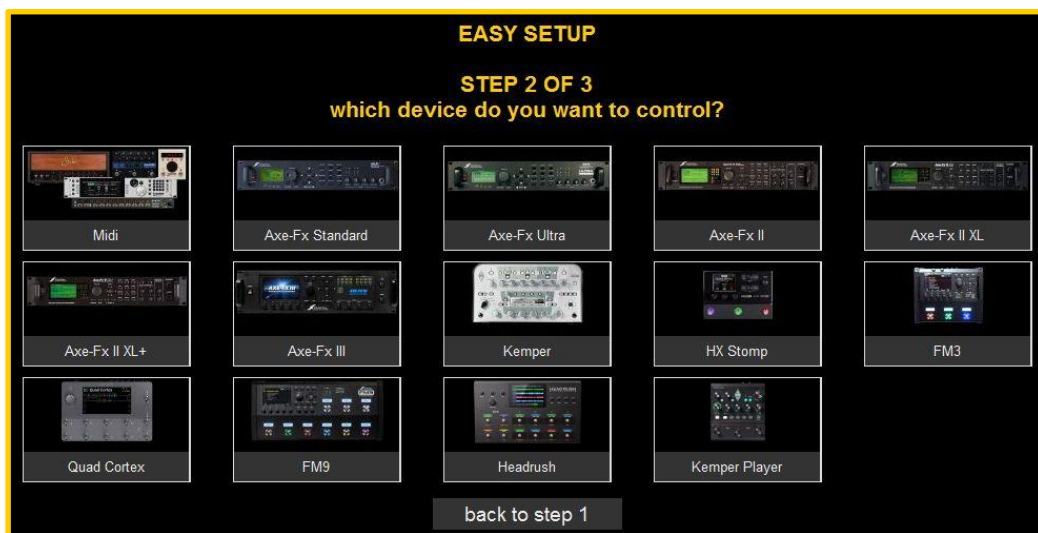 EASY SETUP
STEP 2 OF 3
which device do you want to control?
Midi
Axe-Fx Standard
Axe-Fx Ultra
Axe-Fx II
Axe-Fx II XL
Axe-Fx II XL+
Axe-Fx III
Kemper
HX Stomp
FM3
Quad Cortex
FM9
Headrush
Kemper Player
back to step 1